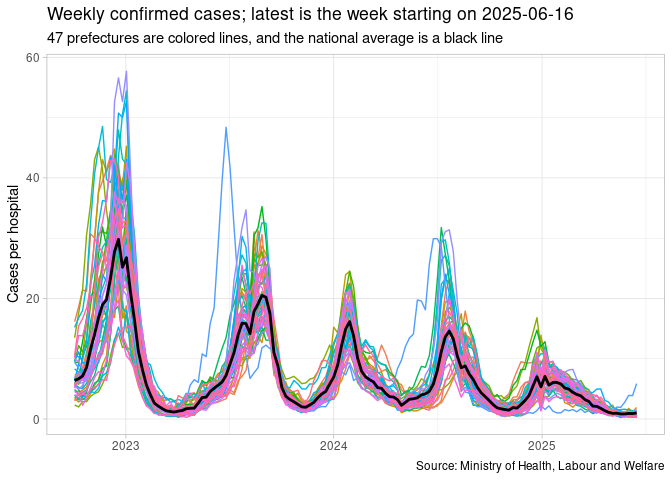 Weekly confirmed cases; latest is the week starting on 2025-06-16
47 prefectures are colored lines, and the national average is a black line
Cases per hospital
60
40
20
0
2023
2024
2025
Source: Ministry of Health, Labour and Welfare